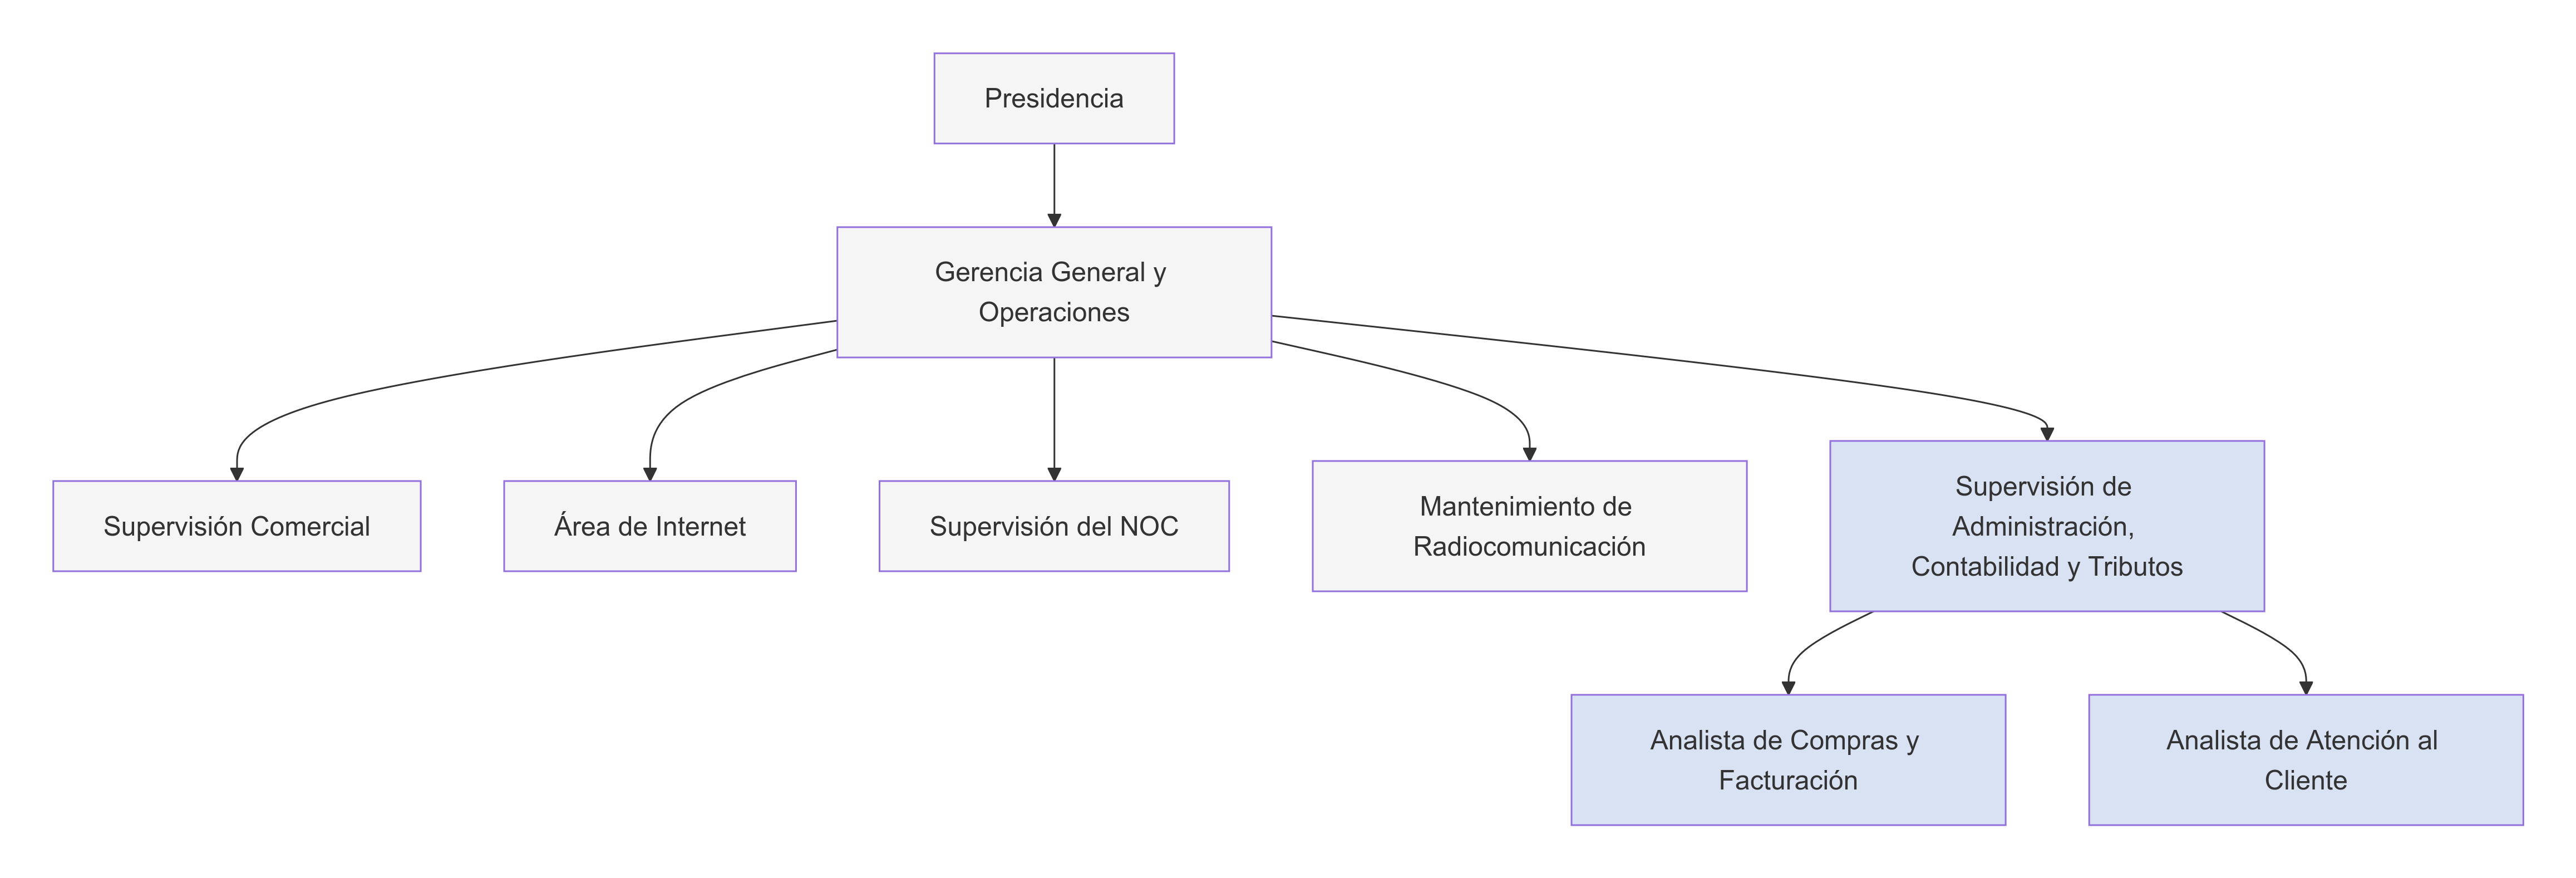 Presidencia
Gerencia General y
Operaciones
Supervisión Comercial
Área de Internet
Supervisión del NOC
Mantenimiento de
Radiocomunicación
Supervisión de
Administración,
Contabilidad y Tributos
Analista de Compras y
Facturación
Analista de Atención al
Cliente